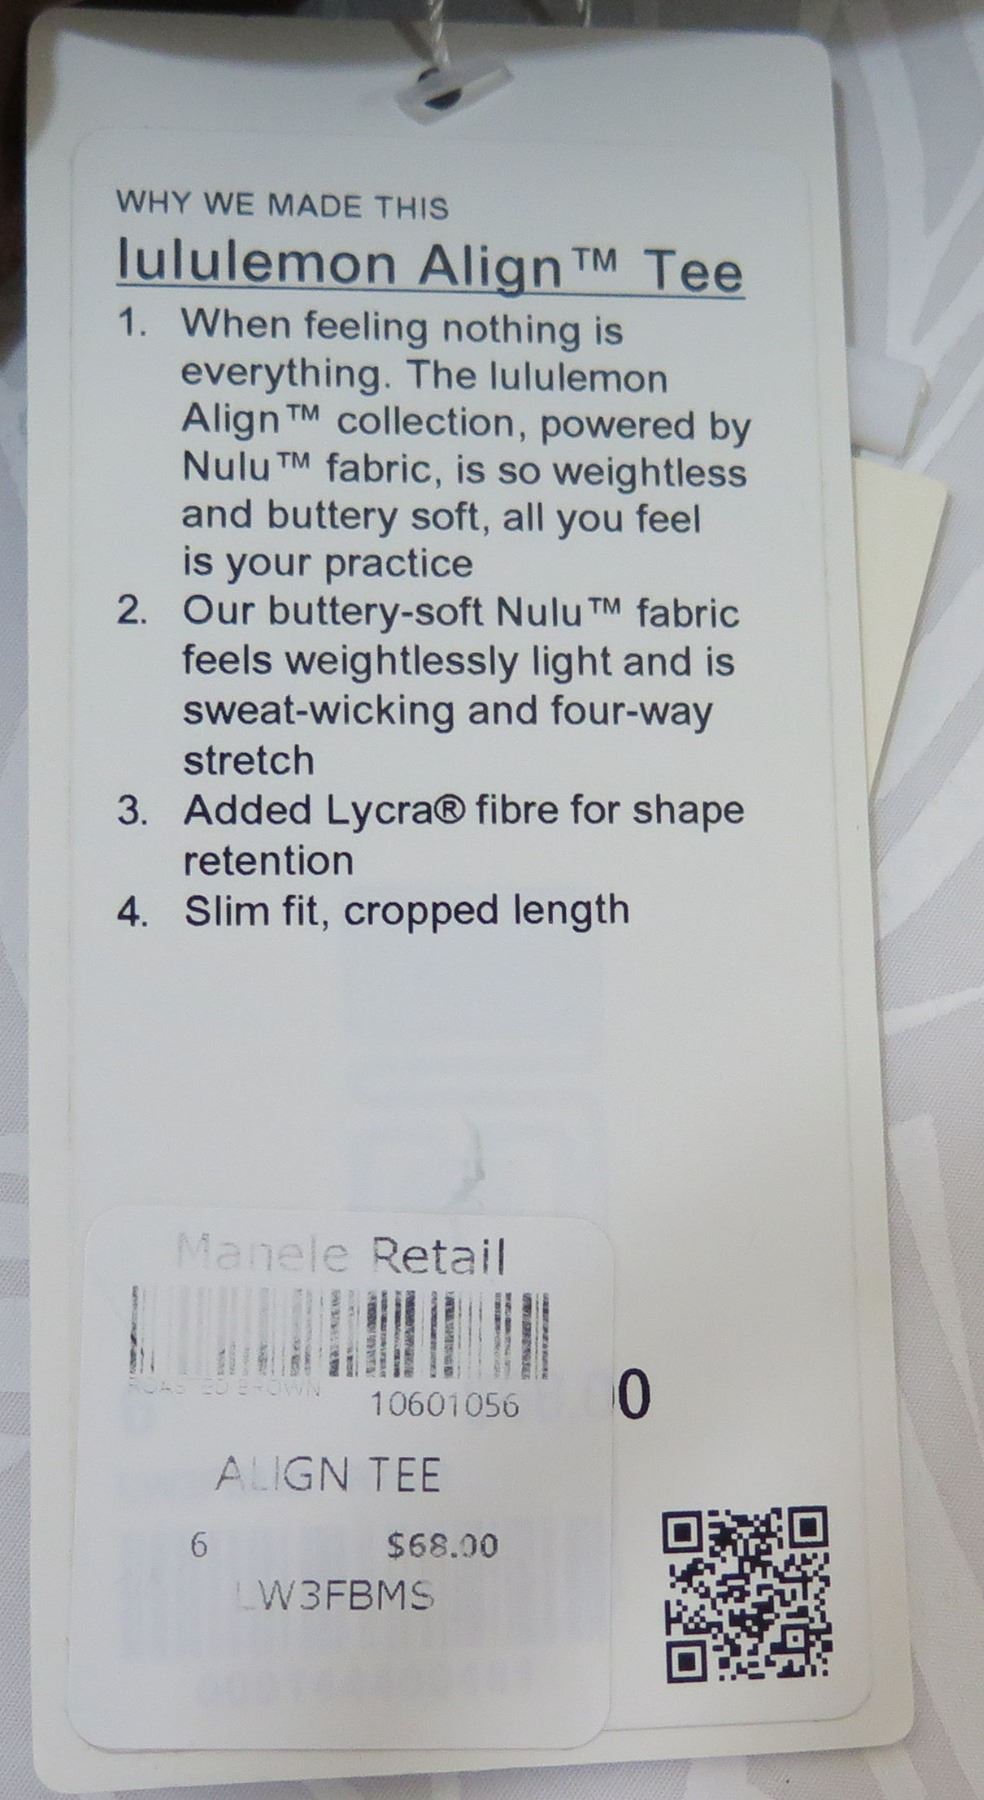 WHY WE MADE THIS
lululemon Align™ Tee
1. When feeling nothing is
everything. The lululemon
Align™ collection, powered by
Nulu™ fabric, is so weightless
and buttery soft, all you feel
is your practice
2. Our buttery-soft Nulu™ fabric
feels weightlessly light and is
sweat-wicking and four-way
stretch
3. Added Lycra® fibre for shape
retention
4. Slim fit, cropped length
Manele Retail
BROWN
10601056
0
ALIGN TEE
6 $68.00
LW3FBMS